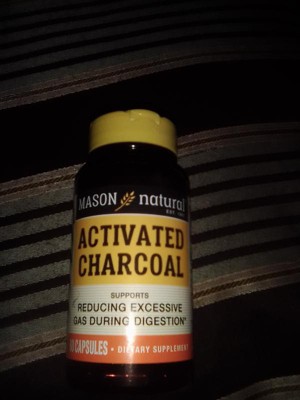 MASON natural
ACTIVATED
CHARCOAL
SUPPORTS
REDUCING EXCESSIVE
GAS DURING DIGESTION*
CAPSULES • DIETARY SUPPLEMENT